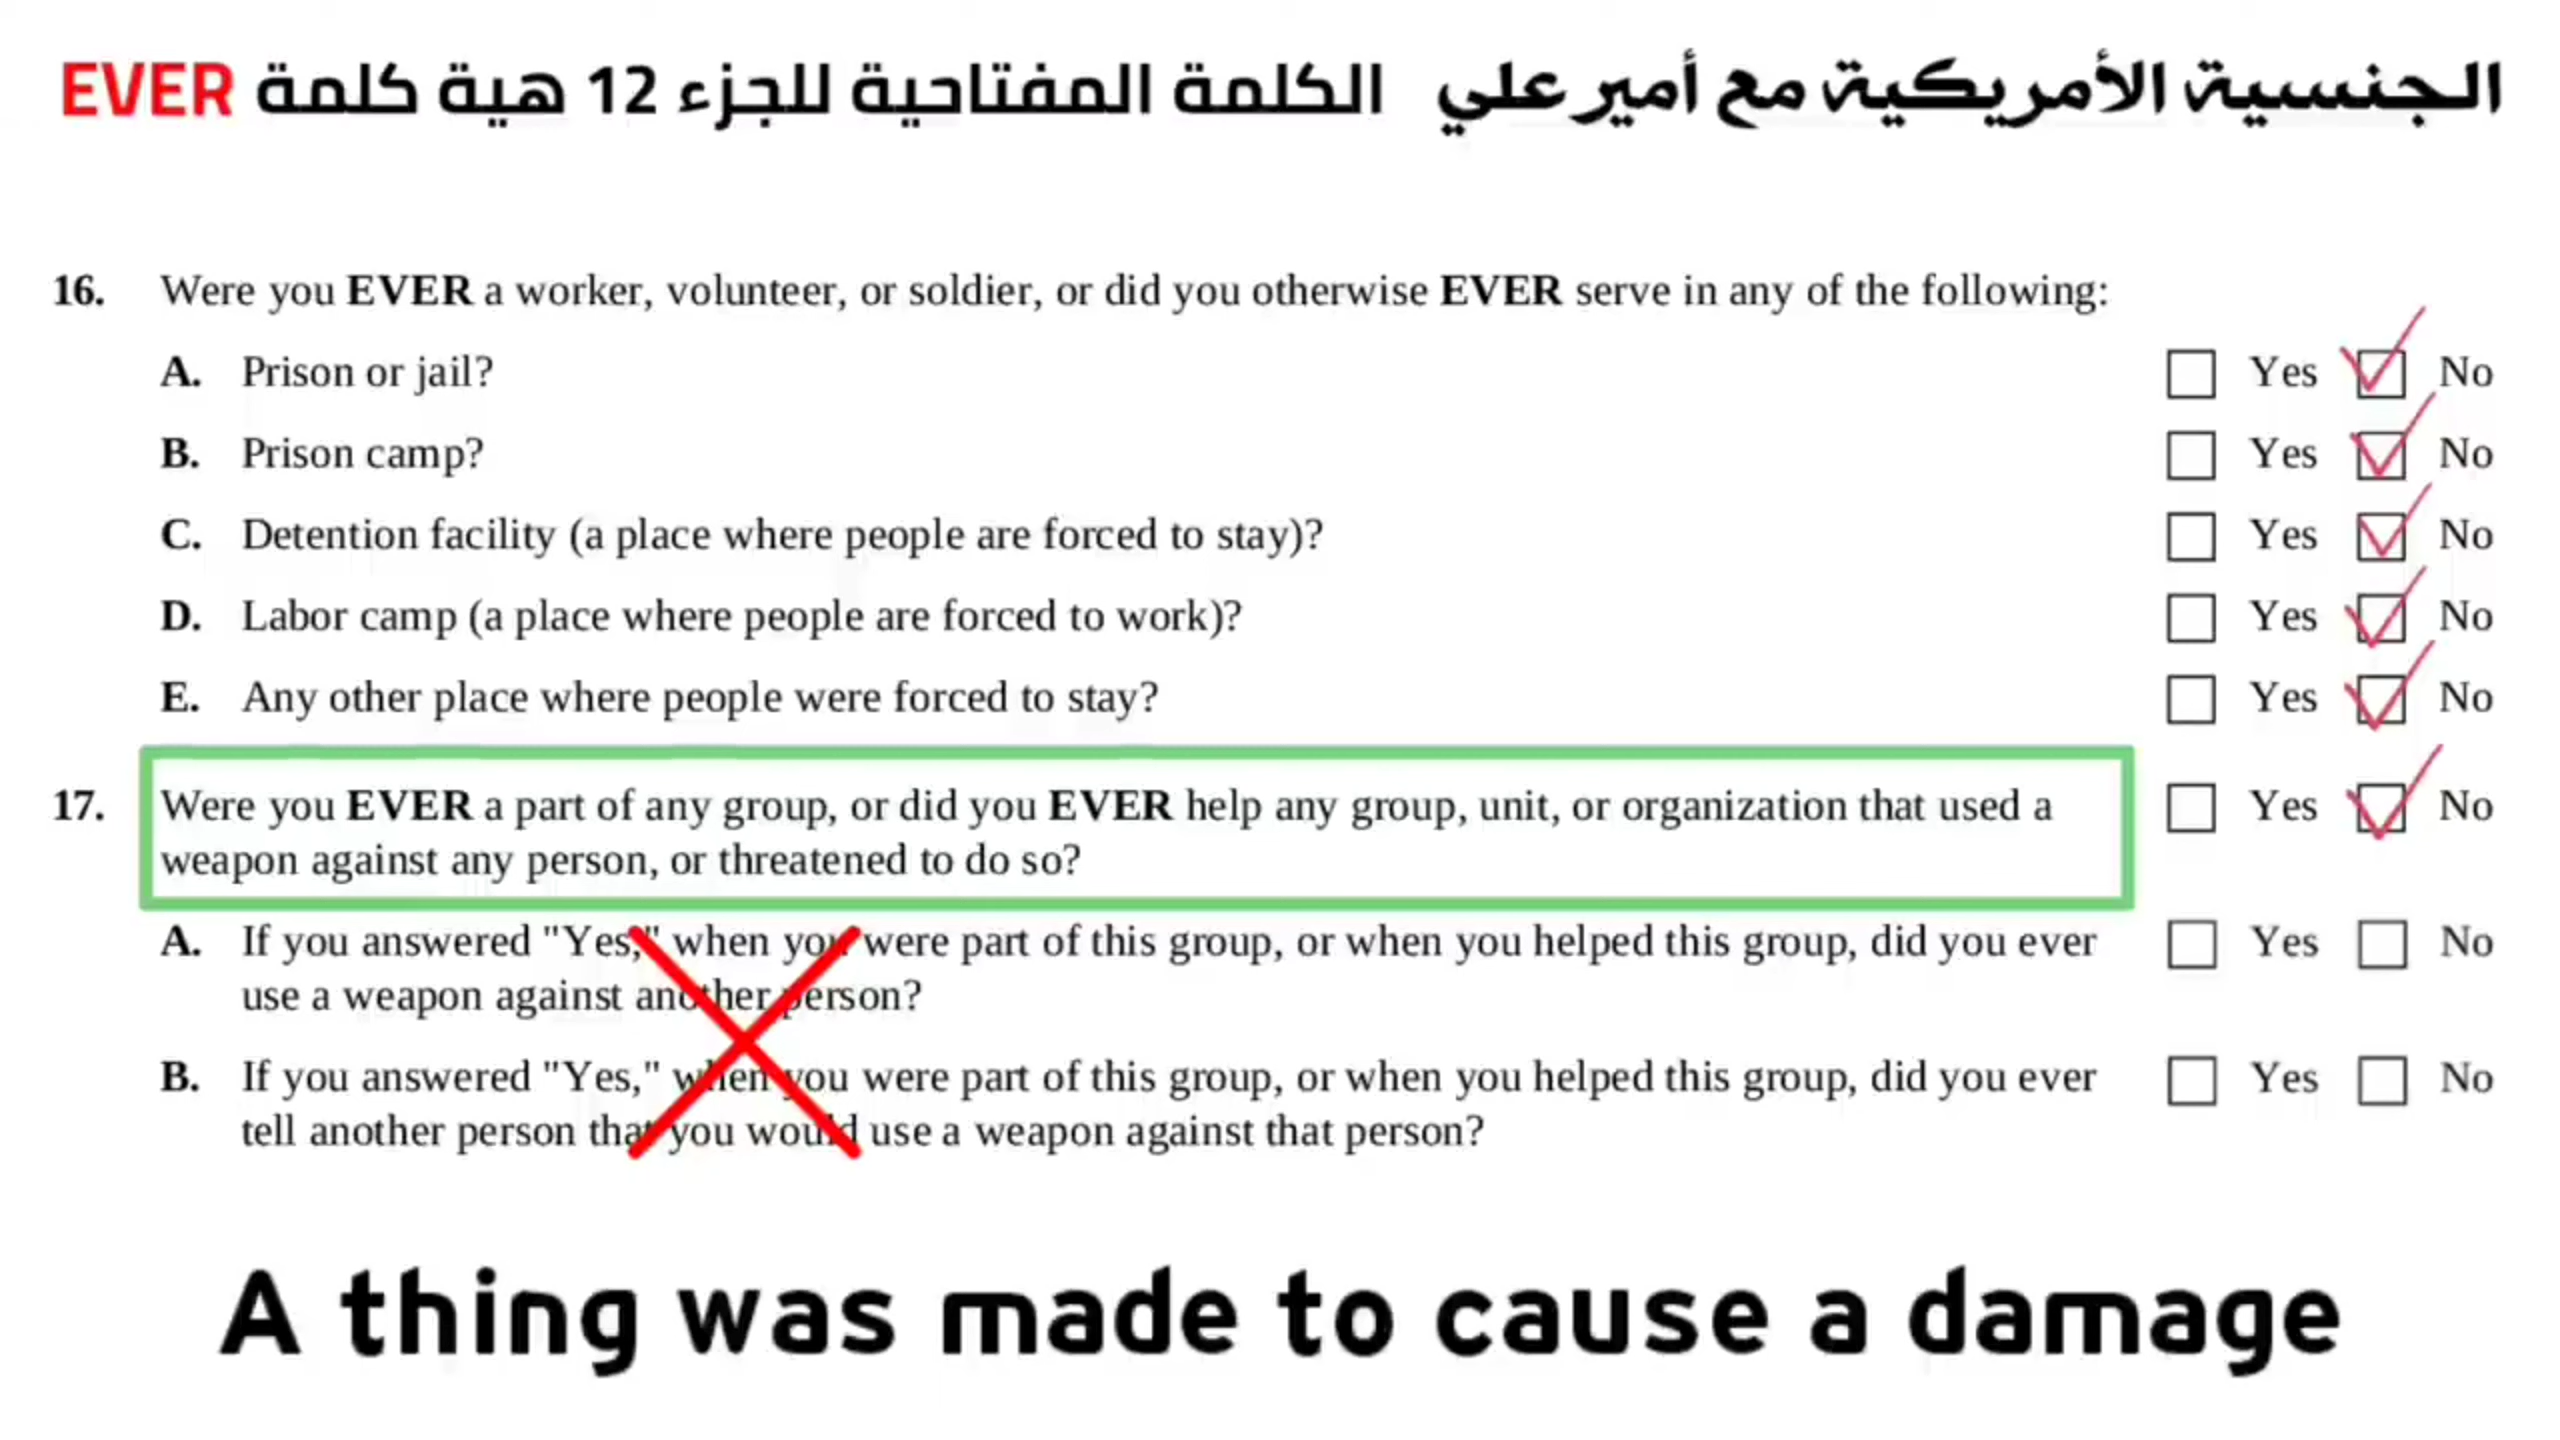 الجنسية الأمريكية مع أمير علي الكلمة المفتاحية للجزء 12 هية كلمة EVER
16. Were you EVER a worker, volunteer, or soldier, or did you otherwise EVER serve in any of the following:
A. Prison or jail? Yes No
B. Prison camp? Yes No
C. Detention facility (a place where people are forced to stay)? Yes No
D. Labor camp (a place where people are forced to work)? Yes No
E. Any other place where people were forced to stay? Yes No
17. Were you EVER a part of any group, or did you EVER help any group, unit, or organization that used a Yes No
weapon against any person, or threatened to do so?
A. If you answered "Yes," when you were part of this group, or when you helped this group, did you ever Yes No
use a weapon against another person?
B. If you answered "Yes," when you were part of this group, or when you helped this group, did you ever Yes No
tell another person that you would use a weapon against that person?
A thing was made to cause a damage